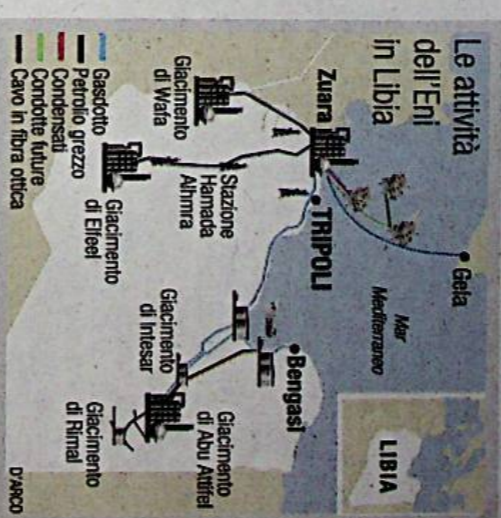 Le attività
dell'Eni
in Libia
Gela
Mar
Mediterraneo
LIBIA
Zuara
TRIPOLI
Bengasi
Giacimento
di Wafa
Stazione
Hamada
Alhmra
Giacimento
di Elfeel
Giacimento
di Intesar
Giacimento
di Abu Attifel
Giacimento
di Rimal
Gasdotto
Petrolio grezzo
Condensati
Condotte future
Cavo in fibra ottica
D'ARCO